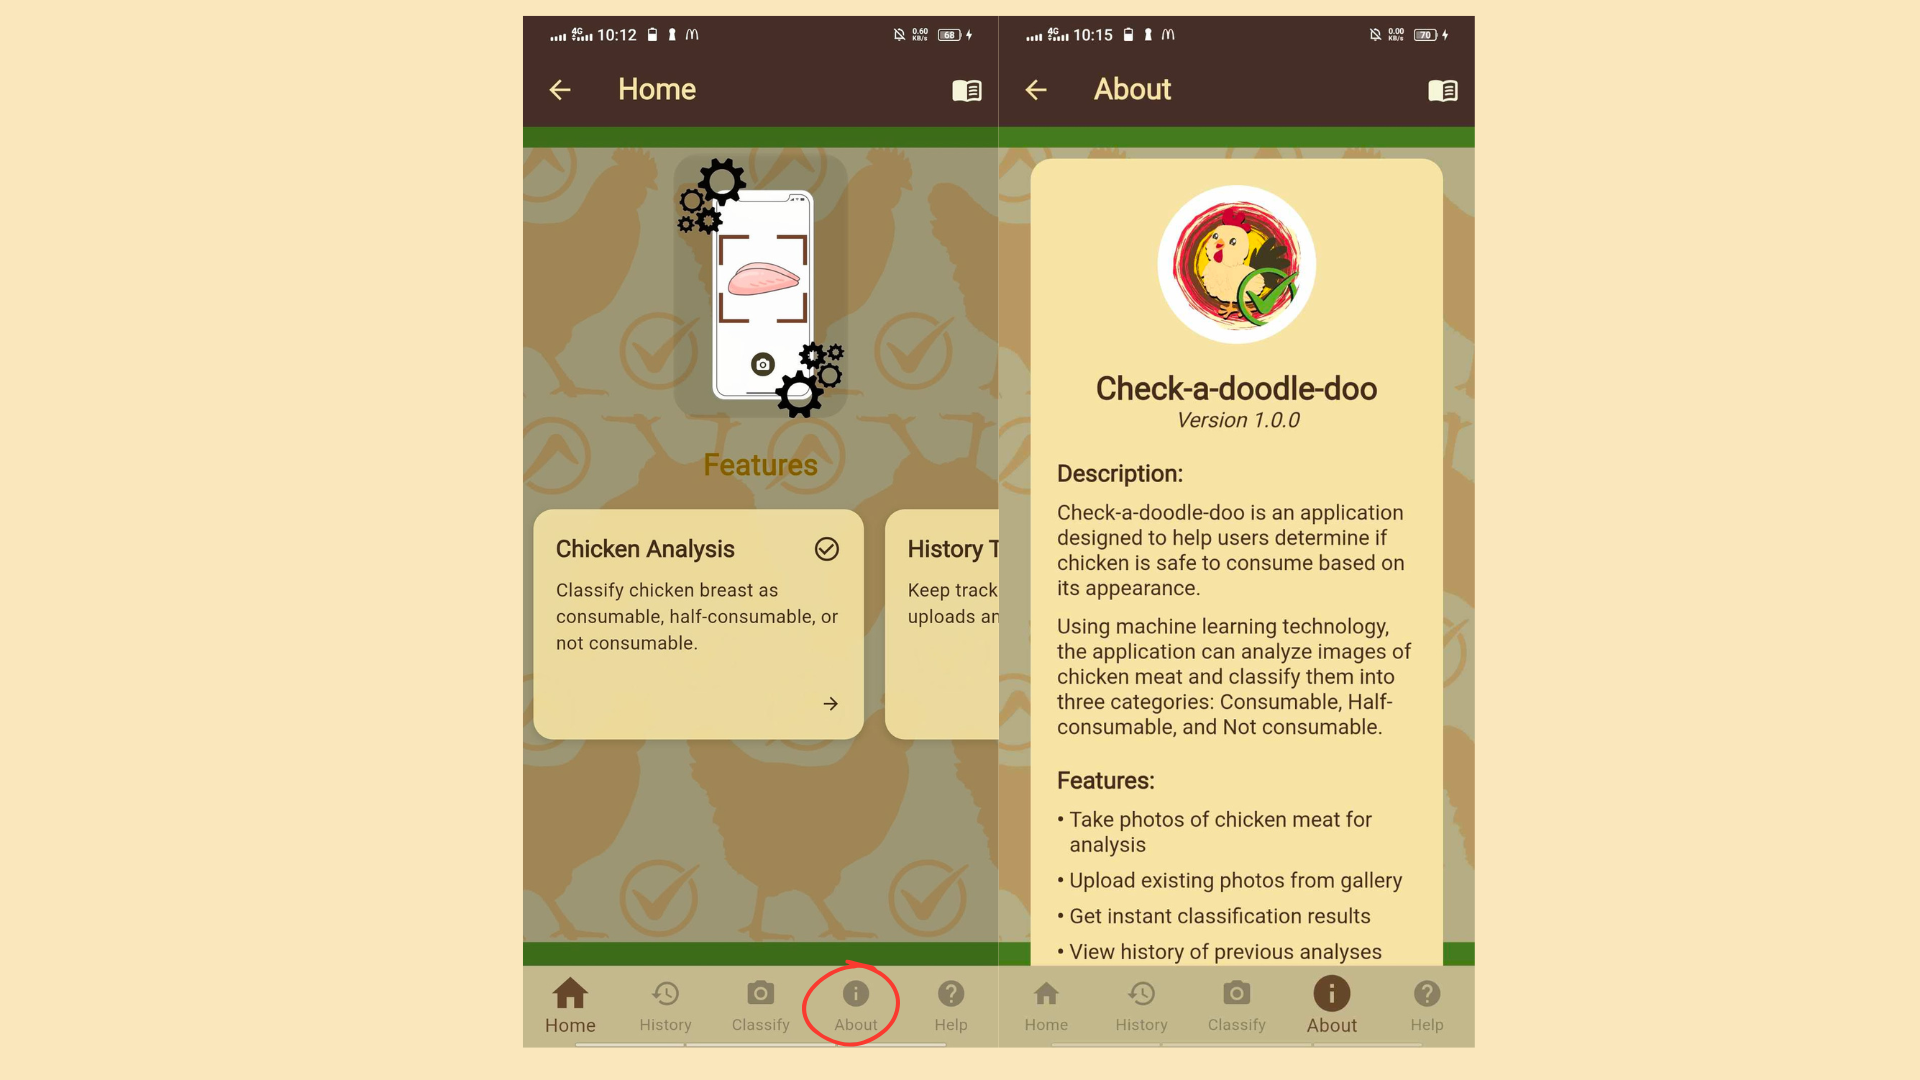 4G 10:12 0.60 KB/s 68
Home
Features
Chicken Analysis
Classify chicken breast as
consumable, half-consumable, or
not consumable.
History T
Keep track
uploads an
Home History Classify About Help
4G 10:15 0.00 KB/s 70
About
Check-a-doodle-doo
Version 1.0.0
Description:
Check-a-doodle-doo is an application
designed to help users determine if
chicken is safe to consume based on
its appearance.
Using machine learning technology,
the application can analyze images of
chicken meat and classify them into
three categories: Consumable, Half-
consumable, and Not consumable.
Features:
• Take photos of chicken meat for
analysis
• Upload existing photos from gallery
• Get instant classification results
• View history of previous analyses
Home History Classify About Help